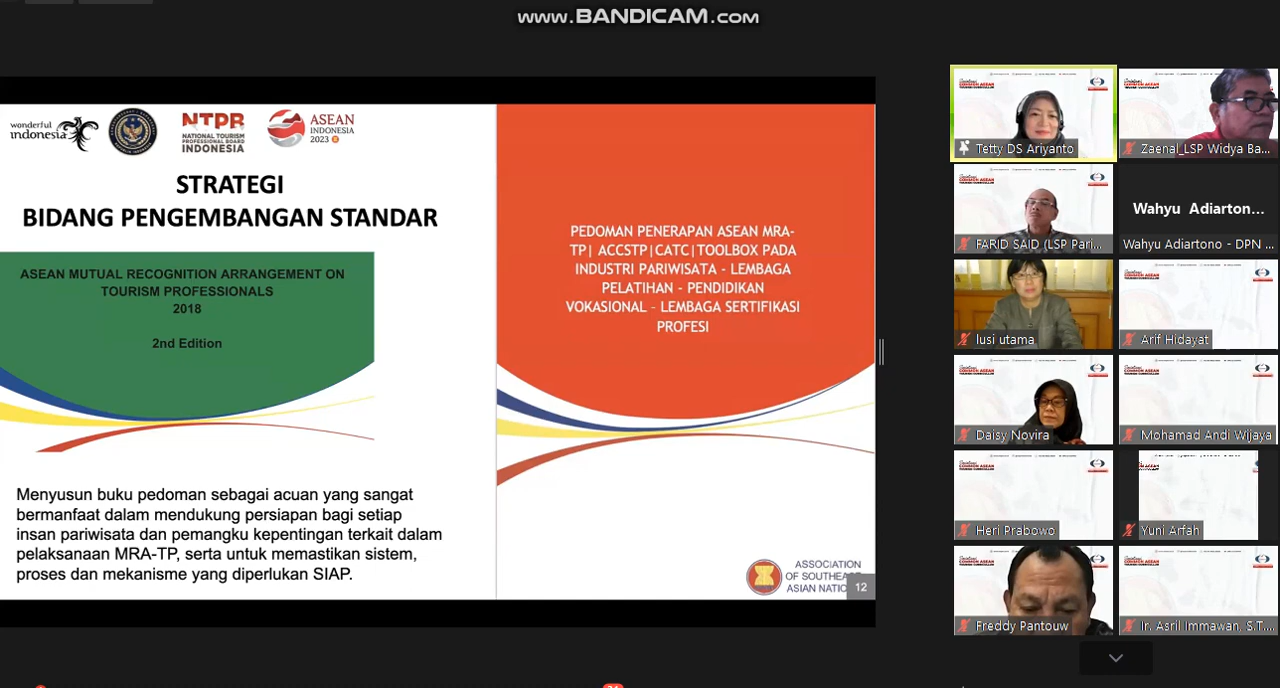 www.BANDICAM.com
wonderful
indonesia
NTPB
NATIONAL TOURISM
PROFESSIONAL BOARD
INDONESIA
ASEAN
INDONESIA
2023
STRATEGI
BIDANG PENGEMBANGAN STANDAR
ASEAN MUTUAL RECOGNITION ARRANGEMENT ON
TOURISM PROFESSIONALS
2018
2nd Edition
Menyusun buku pedoman sebagai acuan yang sangat
bermanfaat dalam mendukung persiapan bagi setiap
insan pariwisata dan pemangku kepentingan terkait dalam
pelaksanaan MRA-TP, serta untuk memastikan sistem,
proses dan mekanisme yang diperlukan SIAP.
PEDOMAN PENERAPAN ASEAN MRA-
TP| ACCSTP|CATC|TOOLBOX PADA
INDUSTRI PARIWISATA - LEMBAGA
PELATIHAN - PENDIDIKAN
VOKASIONAL - LEMBAGA SERTIFIKASI
PROFESI
ASSOCIATION
OF SOUTHEAST
ASIAN NATIO
12
Tetty DS Ariyanto
Zaenal_LSP Widya Ba...
FARID SAID (LSP Pari...
Wahyu Adiarton...
Wahyu Adiartono - DPN ...
lusi utama
Arif Hidayat
Daisy Novira
Mohamad Andi Wijaya
Heri Prabowo
Yuni Arfah
Freddy Pantouw
Ir. Asril Immawan, S.T....